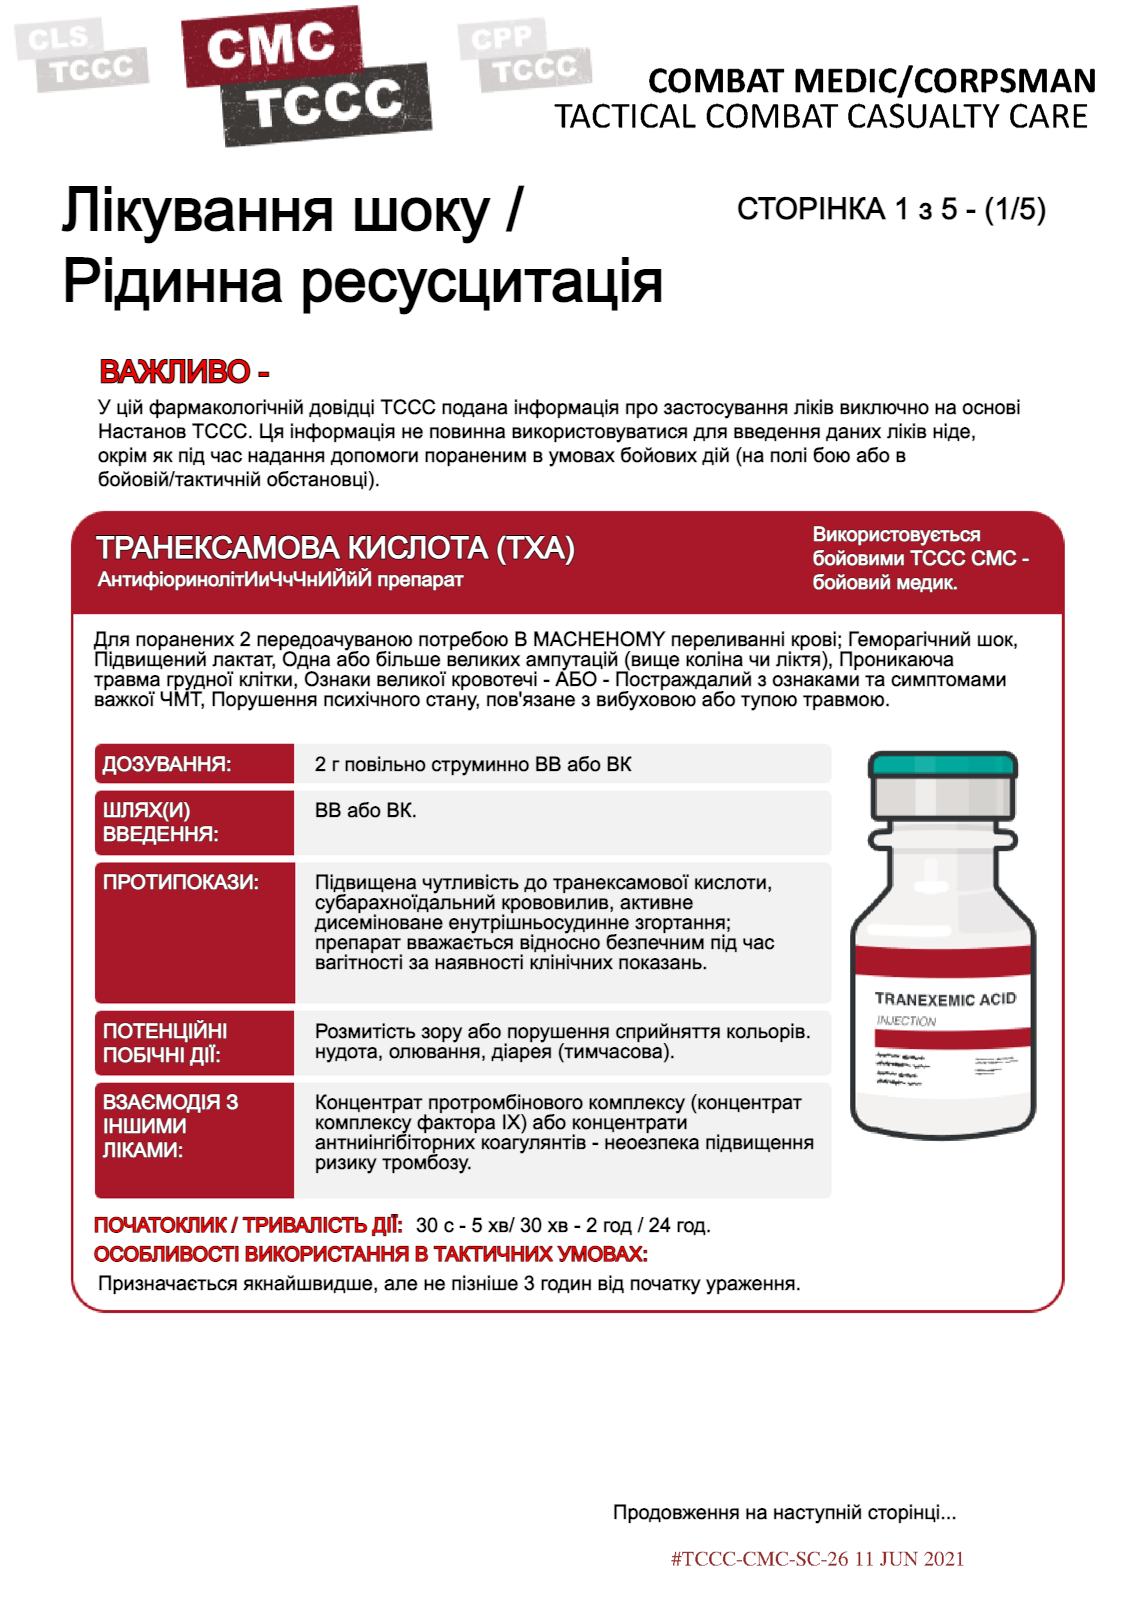 CLS
TCCC
CMC
TCCC
CPP
TCCC
COMBAT MEDIC/CORPSMAN
TACTICAL COMBAT CASUALTY CARE
Лікування шоку /
Рідинна ресусцитація
СТОРІНКА 1 з 5 - (1/5)
ВАЖЛИВО -
У цій фармакологічній довідці ТССС подана інформація про застосування ліків виключно на основі
Настанов ТССС. Ця інформація не повинна використовуватися для введення даних ліків ніде,
окрім як під час надання допомоги пораненим в умовах бойових дій (на полі бою або в
бойовій/тактичній обстановці).
ТРАНЕКСАМОВА КИСЛОТА (ТХА)
АнтифіоринолітИиЧчЧнИЙйЙ препарат
Використовується
бойовими ТССС СМС -
бойовий медик.
Для поранених 2 передоачуваною потребою В MACHEHOMY переливанні крові; Геморагічний шок,
Підвищений лактат, Одна або більше великих ампутацій (вище коліна чи ліктя), Проникаюча
травма грудної клітки, Ознаки великої кровотечі - АБО - Постраждалий з ознаками та симптомами
важкої ЧМТ, Порушення психічного стану, пов'язане з вибуховою або тупою травмою.
ДОЗУВАННЯ:
2 г повільно струминно ВВ або ВК
ШЛЯХ(И)
ВВЕДЕННЯ:
ВВ або ВК.
ПРОТИПОКАЗИ:
Підвищена чутливість до транексамової кислоти,
субарахноїдальний крововилив, активне
дисеміноване енутрішньосудинне згортання;
препарат вважається відносно безпечним під час
вагітності за наявності клінічних показань.
ПОТЕНЦІЙНІ
ПОБІЧНІ ДІЇ:
Розмитість зору або порушення сприйняття кольорів.
нудота, олювання, діарея (тимчасова).
ВЗАЄМОДІЯ З
ІНШИМИ
ЛІКАМИ:
Концентрат протромбінового комплексу (концентрат
комплексу фактора IX) або концентрати
антиінгібіторних коагулянтів - неоезпека підвищення
ризику тромбозу.
TRANEXEMIC ACID
INJECTION
ПОЧАТОКЛИК / ТРИВАЛІСТЬ ДІЇ: 30 с - 5 хв/ 30 хв - 2 год / 24 год.
ОСОБЛИВОСТІ ВИКОРИСТАННЯ В ТАКТИЧНИХ УМОВАХ:
Призначається якнайшвидше, але не пізніше 3 годин від початку ураження.
Продовження на наступній сторінці...
#TCCC-CMC-SC-26 11 JUN 2021